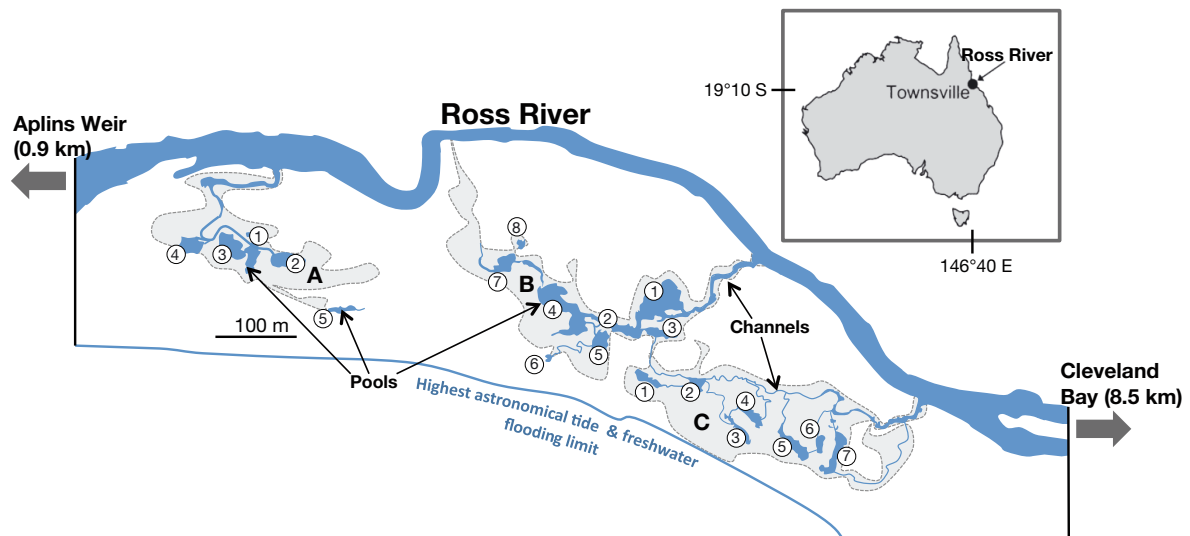 Ross River
Townsville
19°10 S
146°40 E
Ross River
Aplins Weir
(0.9 km)
1
2
3
4
A
5
100 m
8
7
B
4
2
1
3
5
6
Channels
Pools
Highest astronomical tide & freshwater
flooding limit
1
2
4
C
3
5
6
7
Cleveland
Bay (8.5 km)